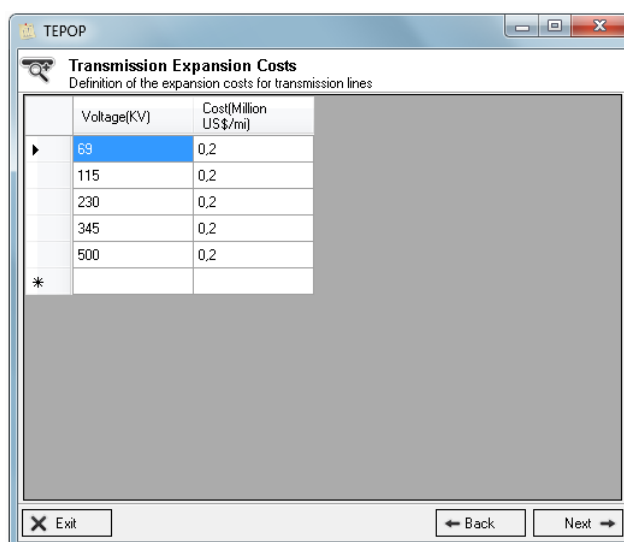 TEPOP
Transmission Expansion Costs
Definition of the expansion costs for transmission lines
Voltage(KV) Cost(Million US$/mi)
69 0,2
115 0,2
230 0,2
345 0,2
500 0,2
Exit Back Next